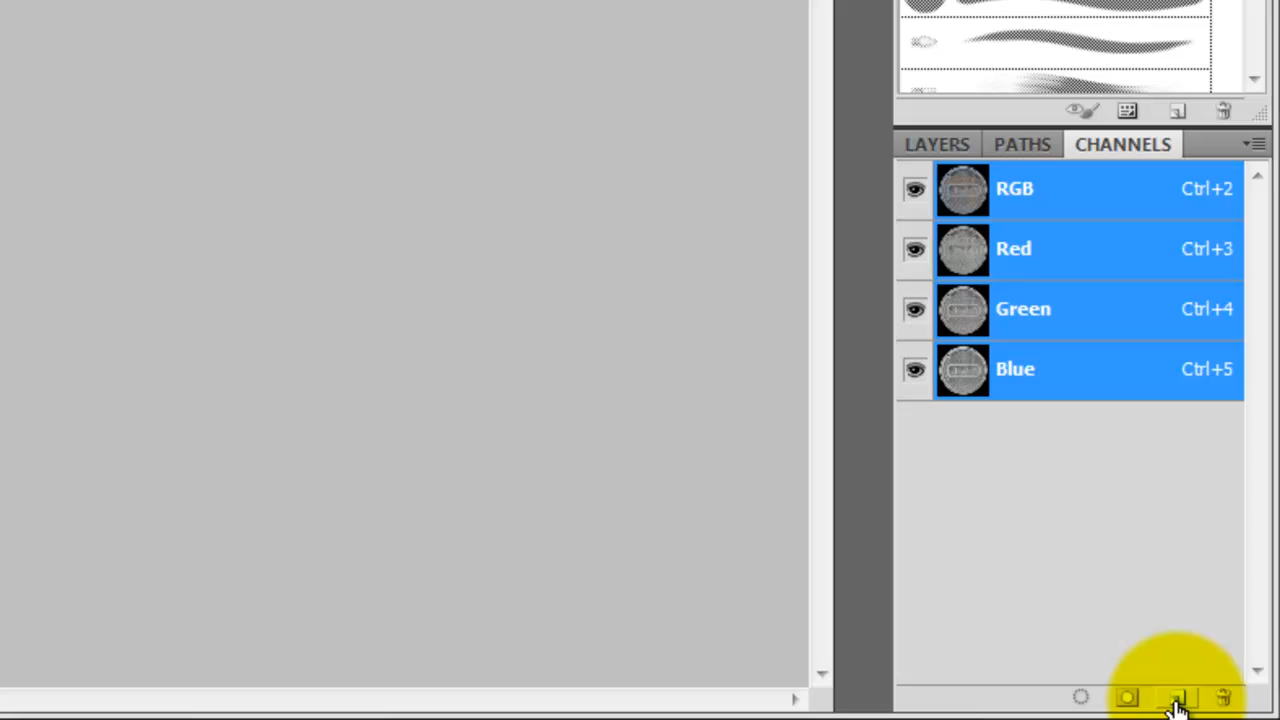 LAYERS PATHS CHANNELS
RGB Ctrl+2
Red Ctrl+3
Green Ctrl+4
Blue Ctrl+5